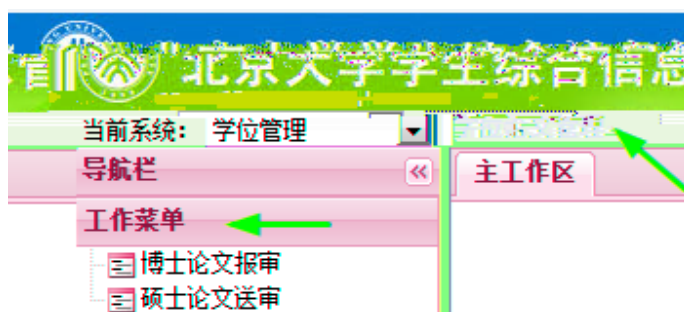 北京大学学生综合信息
当前系统： 学位管理
导航栏
主工作区
工作菜单
博士论文报审
硕士论文送审